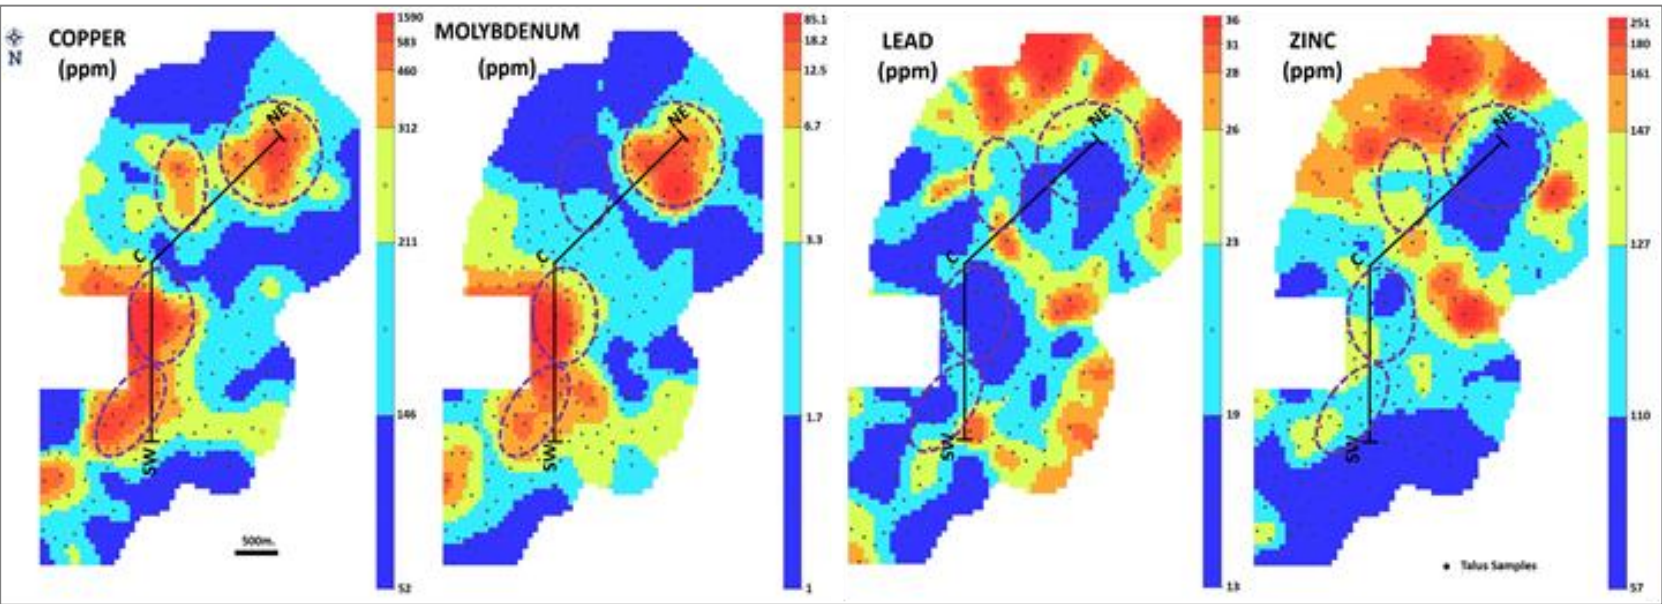 N
COPPER
(ppm)
1590
583
460
312
211
146
52
NE
C
SW
500m.
MOLYBDENUM
(ppm)
85.1
18.2
12.5
6.7
3.3
1.7
1
NE
C
SW
LEAD
(ppm)
36
31
28
26
23
19
13
NE
C
SW
ZINC
(ppm)
251
180
161
147
127
110
57
NE
C
SW
Talus Samples